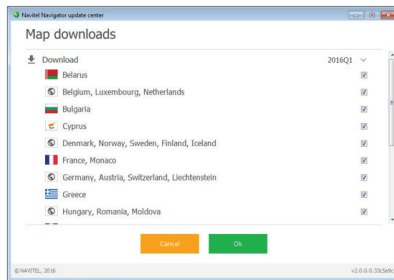 Navitel Navigator update center
Map downloads
Download 2016Q1
Belarus
Belgium, Luxembourg, Netherlands
Bulgaria
Cyprus
Denmark, Norway, Sweden, Finland, Iceland
France, Monaco
Germany, Austria, Switzerland, Liechtenstein
Greece
Hungary, Romania, Moldova
Cancel Ok
© NAVITEL, 2016